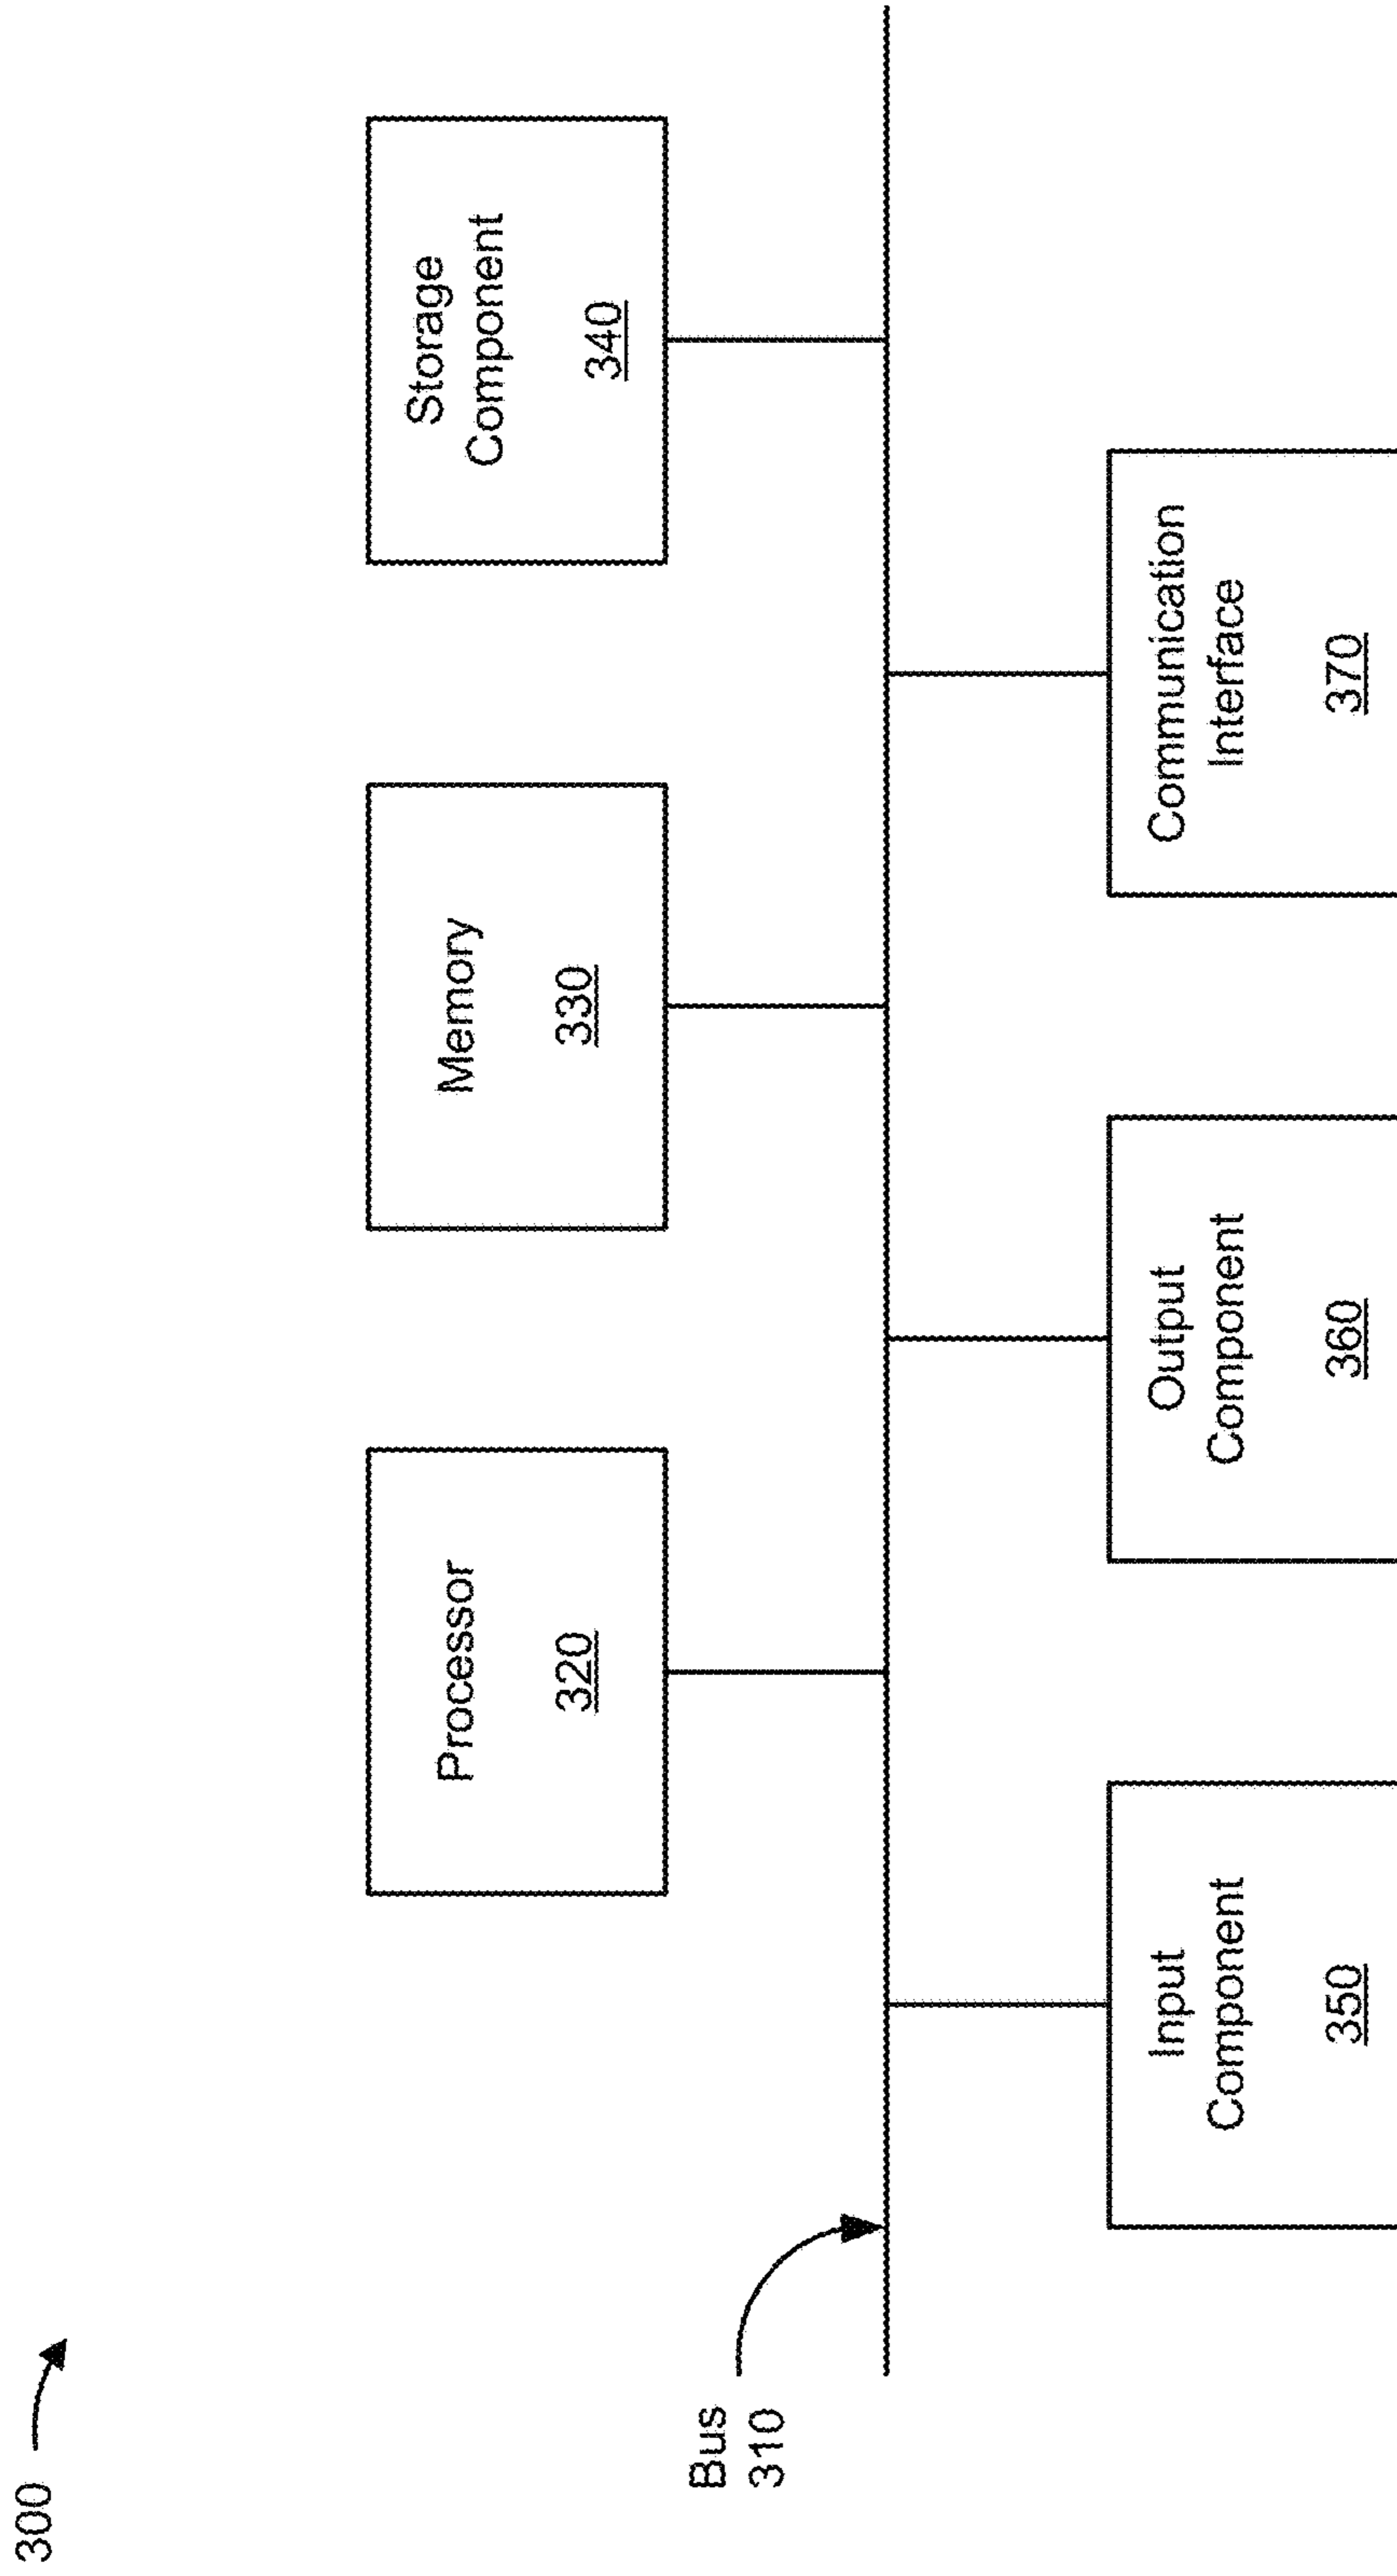 300
Bus
310
Processor
320
Memory
330
Storage
Component
340
Input
Component
350
Output
Component
360
Communication
Interface
370